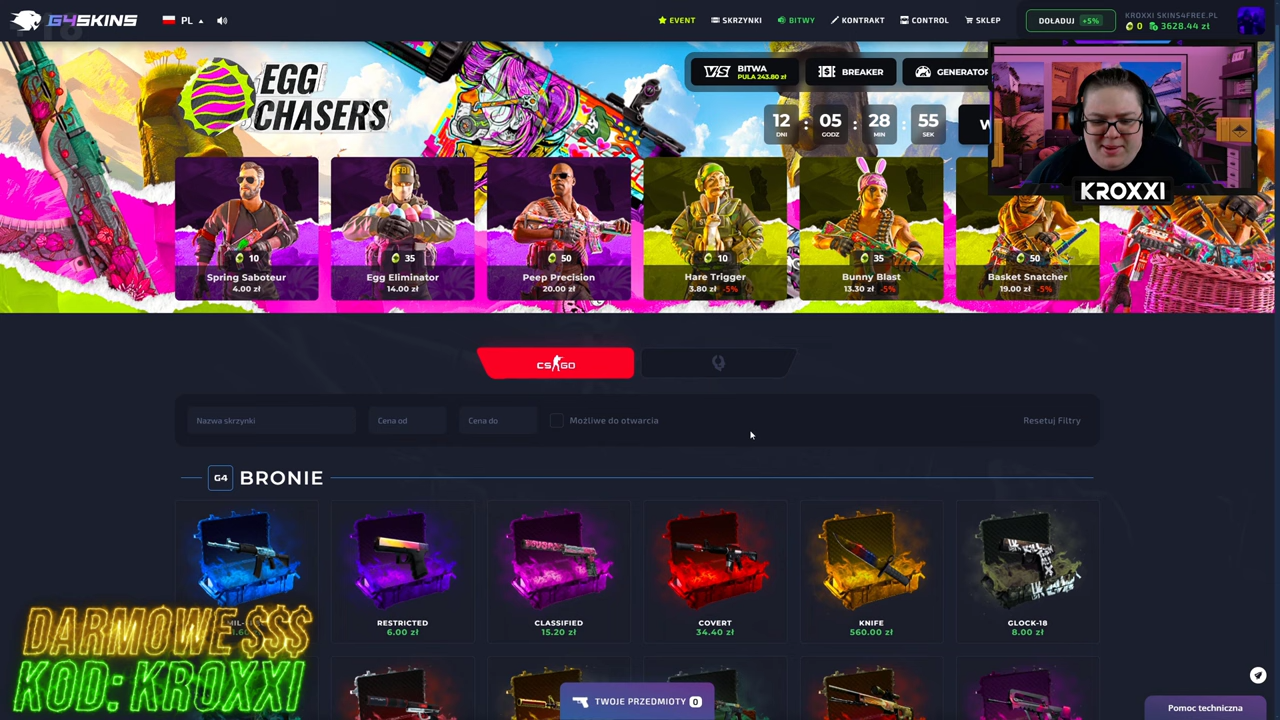 G4SKINS
PL
EVENT
SKRZYNKI
BITWY
KONTRAKT
CONTROL
SKLEP
DOŁADUJ +5%
KROXXI SKINS4FREE.PL
0 3628.44 zł
EGG
CHASERS
VS BITWA
PULA 243.80 zł
BREAKER
GENERATOR
12 : 05 : 28 : 55
DNI GODZ MIN SEK
KROXXI
FBI
10
Spring Saboteur
4.00 zł
35
Egg Eliminator
14.00 zł
50
Peep Precision
20.00 zł
10
Hare Trigger
3.80 zł -5%
35
Bunny Blast
13.30 zł -5%
50
Basket Snatcher
19.00 zł -5%
CS GO
Nazwa skrzynki
Cena od
Cena do
Możliwe do otwarcia
Resetuj Filtry
G4 BRONIE
RESTRICTED
6.00 zł
CLASSIFIED
15.20 zł
COVERT
34.40 zł
KNIFE
560.00 zł
GLOCK-18
8.00 zł
DARMOWE $$$
KOD: KROXXI
TWOJE PRZEDMIOTY 0
Pomoc techniczna